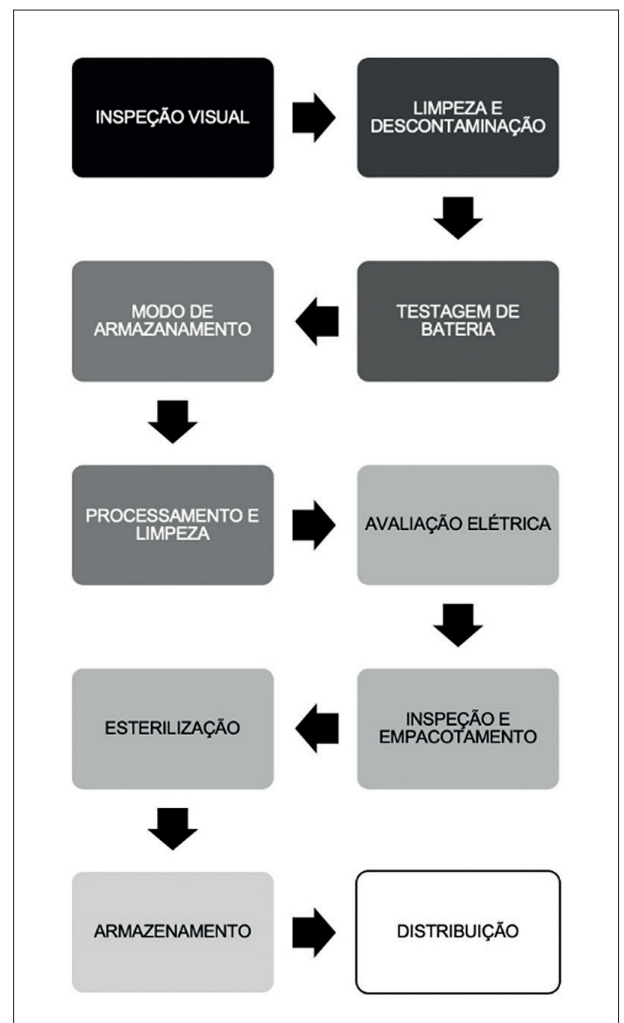 INSPEÇÃO VISUAL
LIMPEZA E
DESCONTAMINAÇÃO
TESTAGEM DE
BATERIA
MODO DE
ARMAZANAMENTO
PROCESSAMENTO E
LIMPEZA
AVALIAÇÃO ELÉTRICA
INSPEÇÃO E
EMPACOTAMENTO
ESTERILIZAÇÃO
ARMAZENAMENTO
DISTRIBUIÇÃO